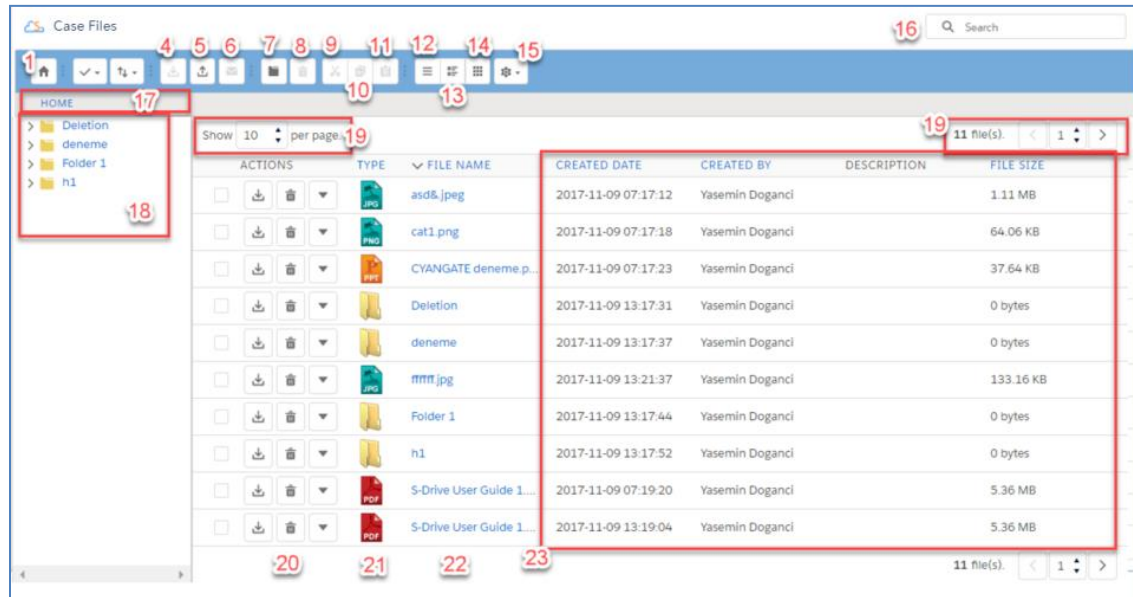 Case Files
16
Search
4 5 6 7 8 9 11 12 14 15
1
10 13
HOME 17
Deletion
deneme
Folder 1
h1
18
Show 10 per page. 19
19 11 file(s). 1
ACTIONS TYPE FILE NAME CREATED DATE CREATED BY DESCRIPTION FILE SIZE
JPG asd&.jpeg 2017-11-09 07:17:12 Yasemin Doganci 1.11 MB
PNG cat1.png 2017-11-09 07:17:18 Yasemin Doganci 64.06 KB
PPT CYANGATE deneme.p... 2017-11-09 07:17:23 Yasemin Doganci 37.64 KB
Deletion 2017-11-09 13:17:31 Yasemin Doganci 0 bytes
deneme 2017-11-09 13:17:37 Yasemin Doganci 0 bytes
JPG 2017-11-09 13:21:37 Yasemin Doganci 133.16 KB
Folder 1 2017-11-09 13:17:44 Yasemin Doganci 0 bytes
h1 2017-11-09 13:17:52 Yasemin Doganci 0 bytes
PDF S-Drive User Guide 1.... 2017-11-09 07:19:20 Yasemin Doganci 5.36 MB
PDF S-Drive User Guide 1.... 2017-11-09 13:19:04 Yasemin Doganci 5.36 MB
20 21 22 23
11 file(s). 1